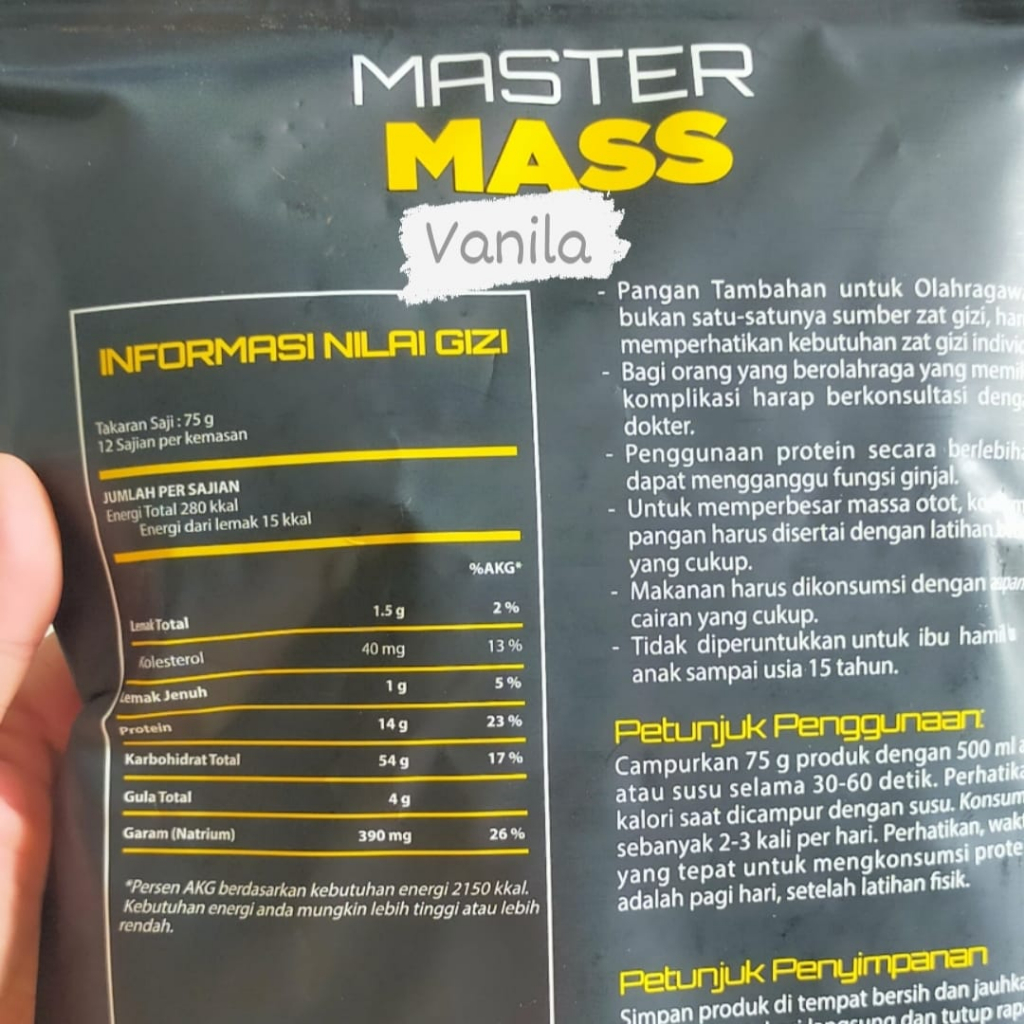 MASTER
MASS
Vanila
INFORMASI NILAI GIZI
Takaran Saji : 75 g
12 Sajian per kemasan
JUMLAH PER SAJIAN
Energi Total 280 kkal
Energi dari lemak 15 kkal
%AKG*
Lemak Total 1.5 g 2 %
Kolesterol 40 mg 13 %
Lemak Jenuh 1 g 5 %
Protein 14 g 23 %
Karbohidrat Total 54 g 17 %
Gula Total 4 g
Garam (Natrium) 390 mg 26 %
*Persen AKG berdasarkan kebutuhan energi 2150 kkal.
Kebutuhan energi anda mungkin lebih tinggi atau lebih
rendah.
- Pangan Tambahan untuk
bukan satu-satunya sumber zat gizi,
memperhatikan kebutuhan zat gizi
- Bagi orang yang berolahraga yang
komplikasi harap berkonsultasi
dokter.
- Penggunaan protein secara
dapat mengganggu fungsi ginjal.
- Untuk memperbesar massa otot,
pangan harus disertai dengan latihan
yang cukup.
- Makanan harus dikonsumsi dengan
cairan yang cukup.
- Tidak diperuntukkan untuk ibu hamil
anak sampai usia 15 tahun.
Petunjuk Penggunaan:
Campurkan 75 g produk dengan 500 ml
atau susu selama 30-60 detik.
kalori saat dicampur dengan susu.
sebanyak 2-3 kali per hari. Perhatikan,
yang tepat untuk mengkonsumsi
adalah pagi hari, setelah latihan fisik.
Petunjuk Penyimpanan
Simpan produk di tempat bersih dan
dan tutup